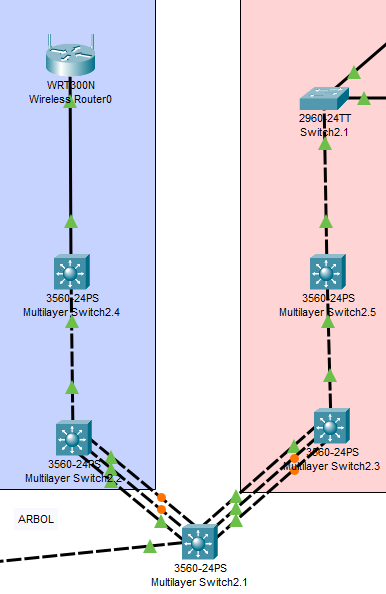 WRT300N
Wireless Router0
2960-24TT
Switch2.1
3560-24PS
Multilayer Switch2.4
3560-24PS
Multilayer Switch2.5
3560-24PS
Multilayer Switch2.2
3560-24PS
Multilayer Switch2.3
ARBOL
3560-24PS
Multilayer Switch2.1